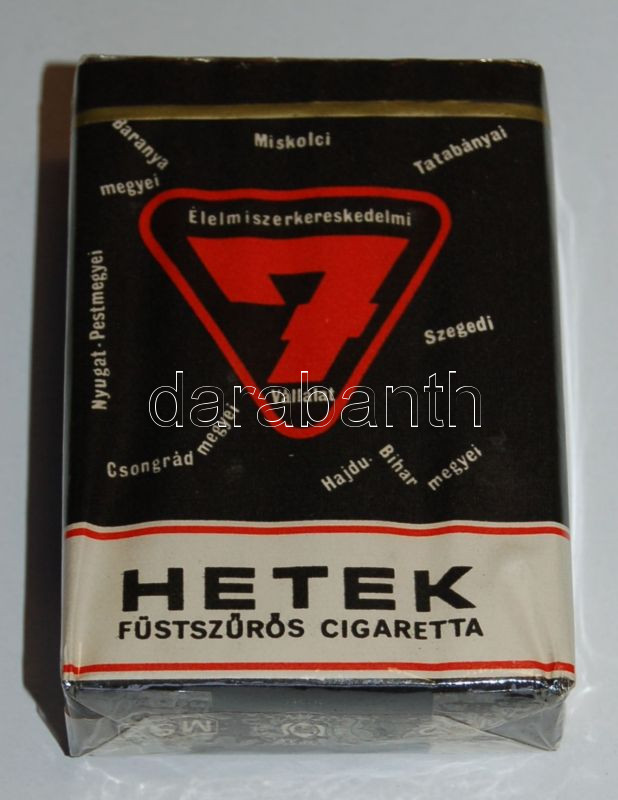 Baranya
megyei
Miskolci
Tatabányai
Élelmiszerkereskedelmi
7
Nyugat-Pestmegyei
Szegedi
Vállalat
darabanth
Csongrád megyei
Hajdu-Bihar megyei
HETEK
FÜSTSZŰRŐS CIGARETTA